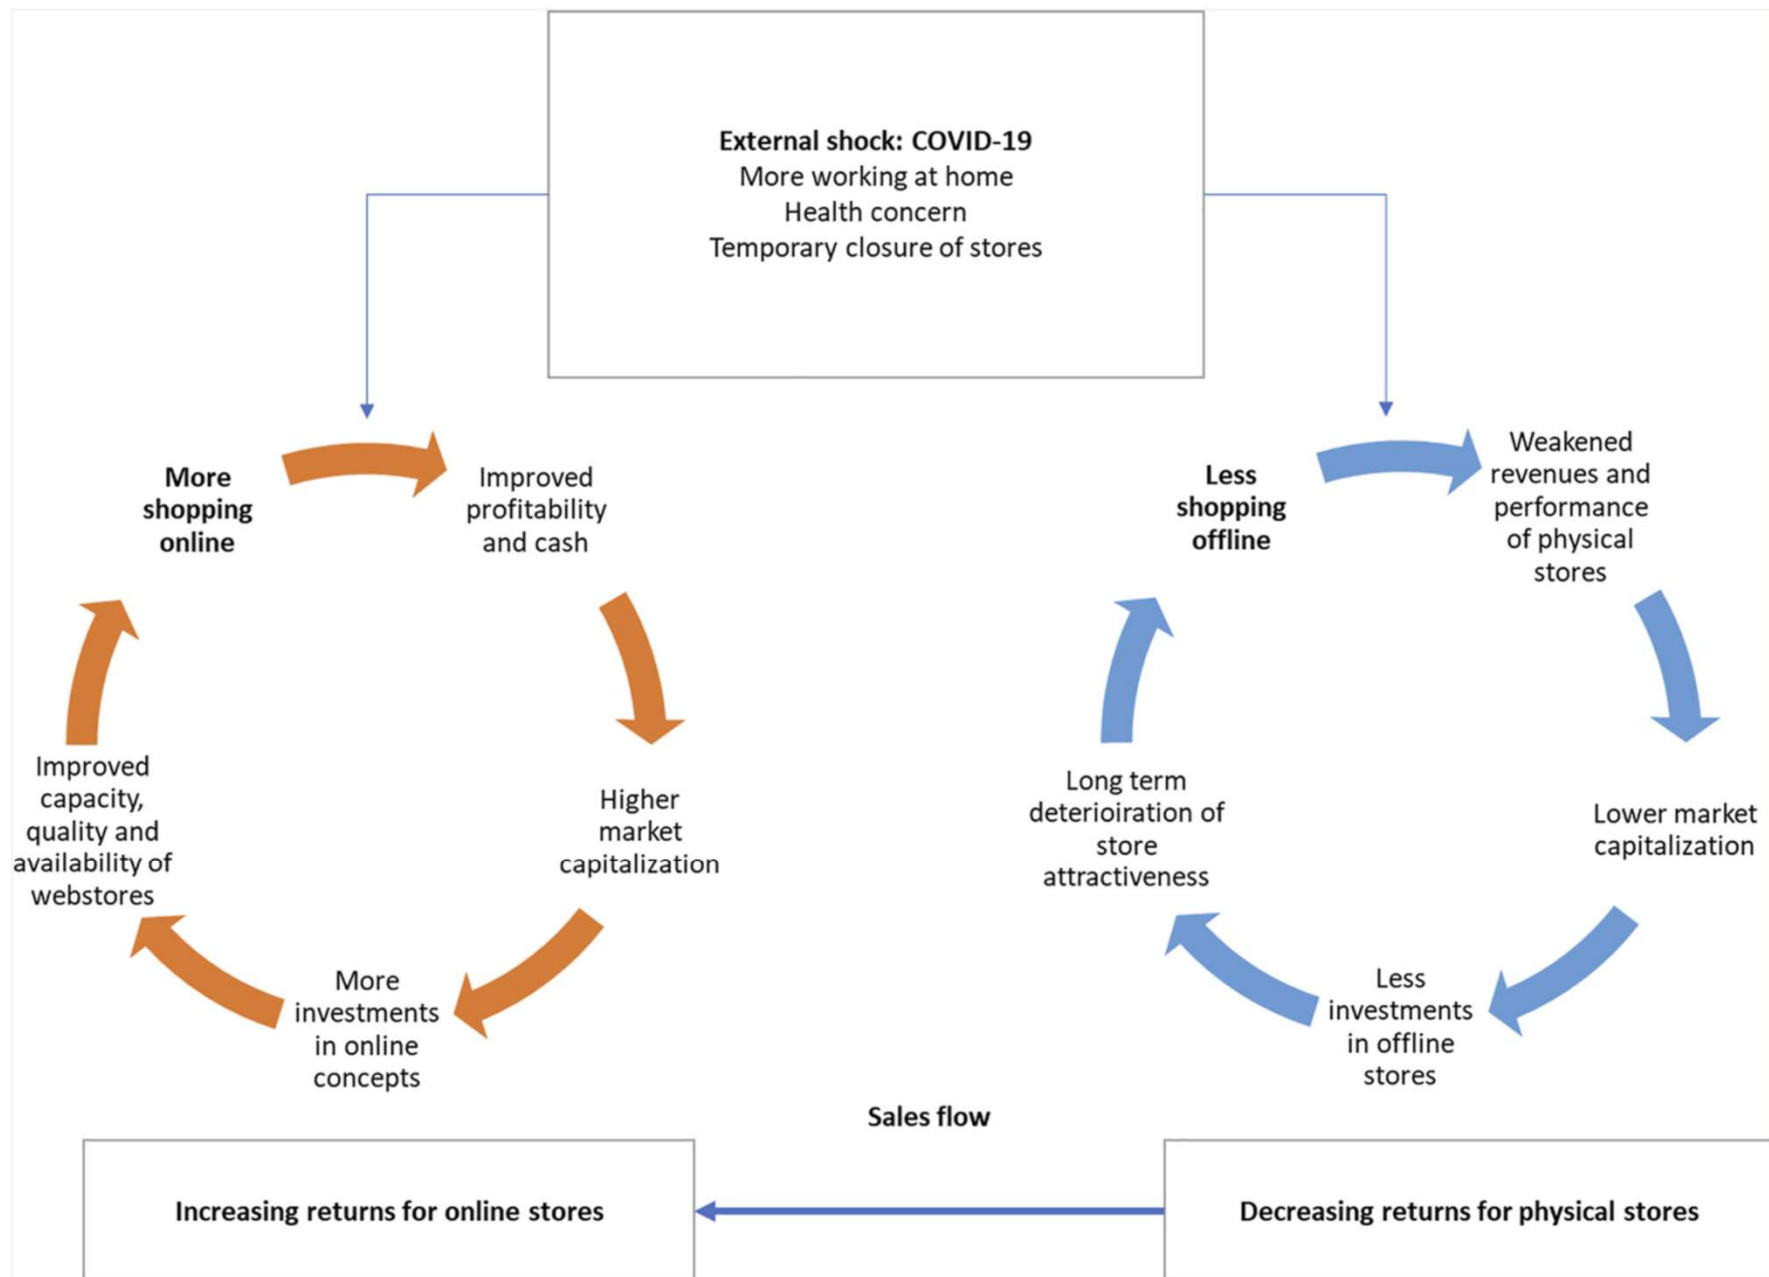 External shock: COVID-19
More working at home
Health concern
Temporary closure of stores
More
shopping
online
Improved
profitability
and cash
Higher
market
capitalization
More
investments
in online
concepts
Improved
capacity,
quality and
availability of
webstores
Less
shopping
offline
Weakened
revenues and
performance
of physical
stores
Lower market
capitalization
Less
investments
in offline
stores
Long term
deterioiration of
store
attractiveness
Sales flow
Increasing returns for online stores
Decreasing returns for physical stores